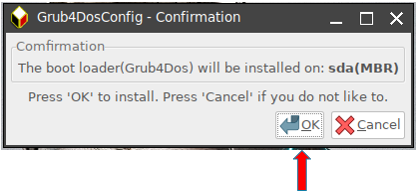 Grub4DosConfig - Confirmation
Comfirmation
The boot loader(Grub4Dos) will be installed on: sda(MBR)
Press 'OK' to install. Press 'Cancel' if you do not like to.
OK Cancel